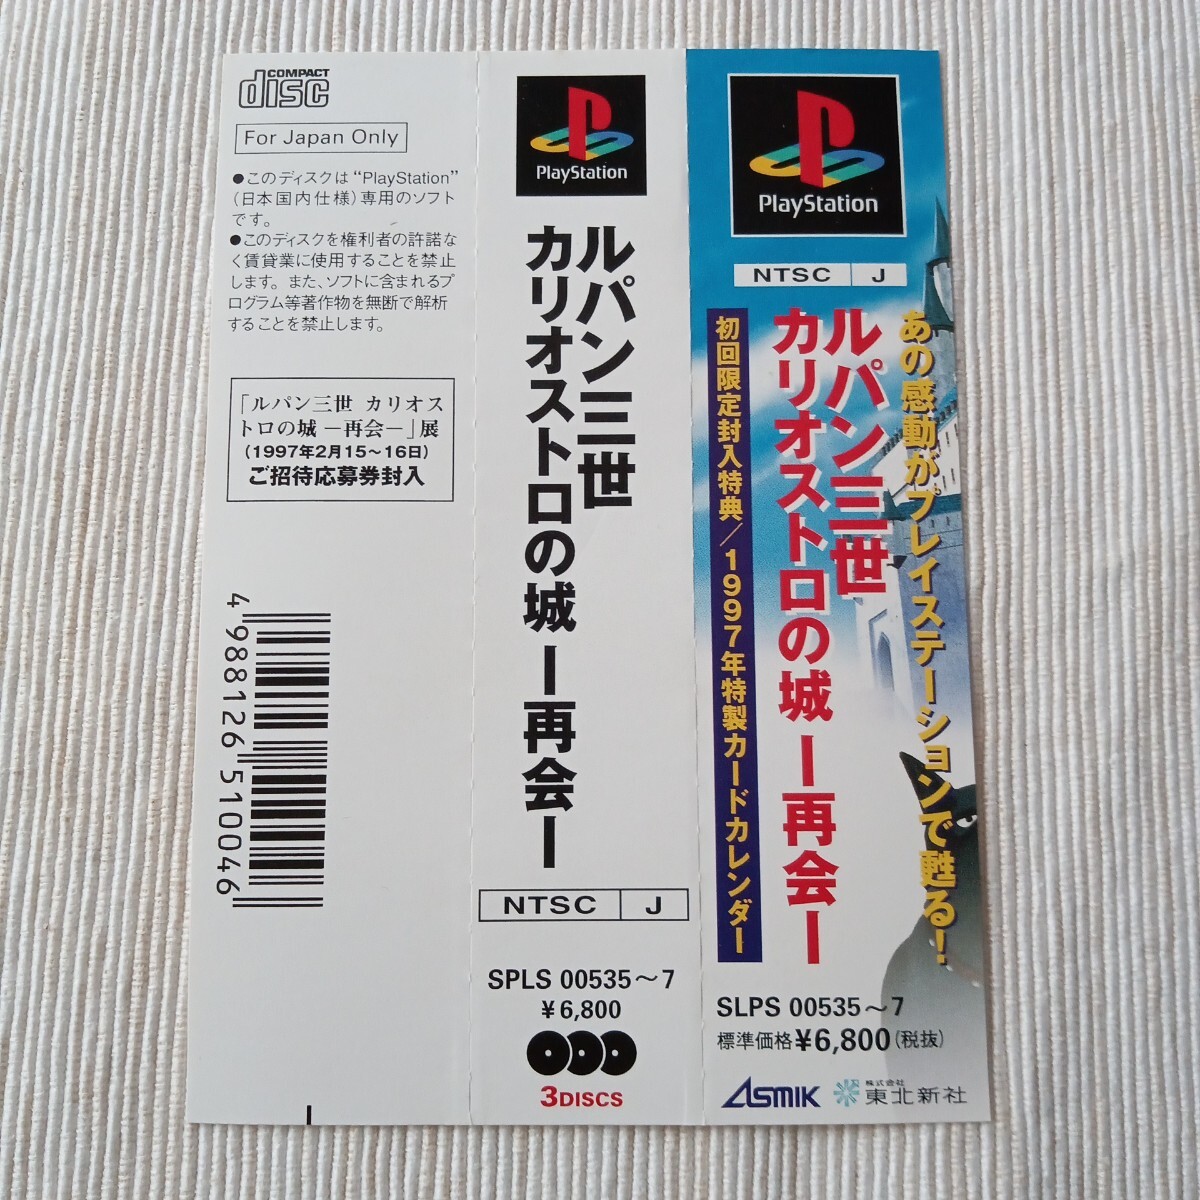 COMPACT
disc
For Japan Only
●このディスクは“PlayStation”
(日本国内仕様)専用のソフト
です。
●このディスクを権利者の許諾な
く賃貸業に使用することを禁止
します。また、ソフトに含まれるプ
ログラム等著作物を無断で解析
することを禁止します。
「ルパン三世 カリオス
トロの城 －再会－」展
(1997年2月15～16日)
ご招待応募券封入
4 988126 510046
PlayStation
ルパン三世
カリオストロの城 ー再会ー
NTSC J
SPLS 00535～7
¥6,800
3DISCS
PlayStation
NTSC J
あの感動がプレイステーションで甦る!
ルパン三世
カリオストロの城 ー再会ー
初回限定封入特典/1997年特製カードカレンダー
SLPS 00535～7
標準価格¥6,800(税抜)
ASMIK
株式会社
東北新社